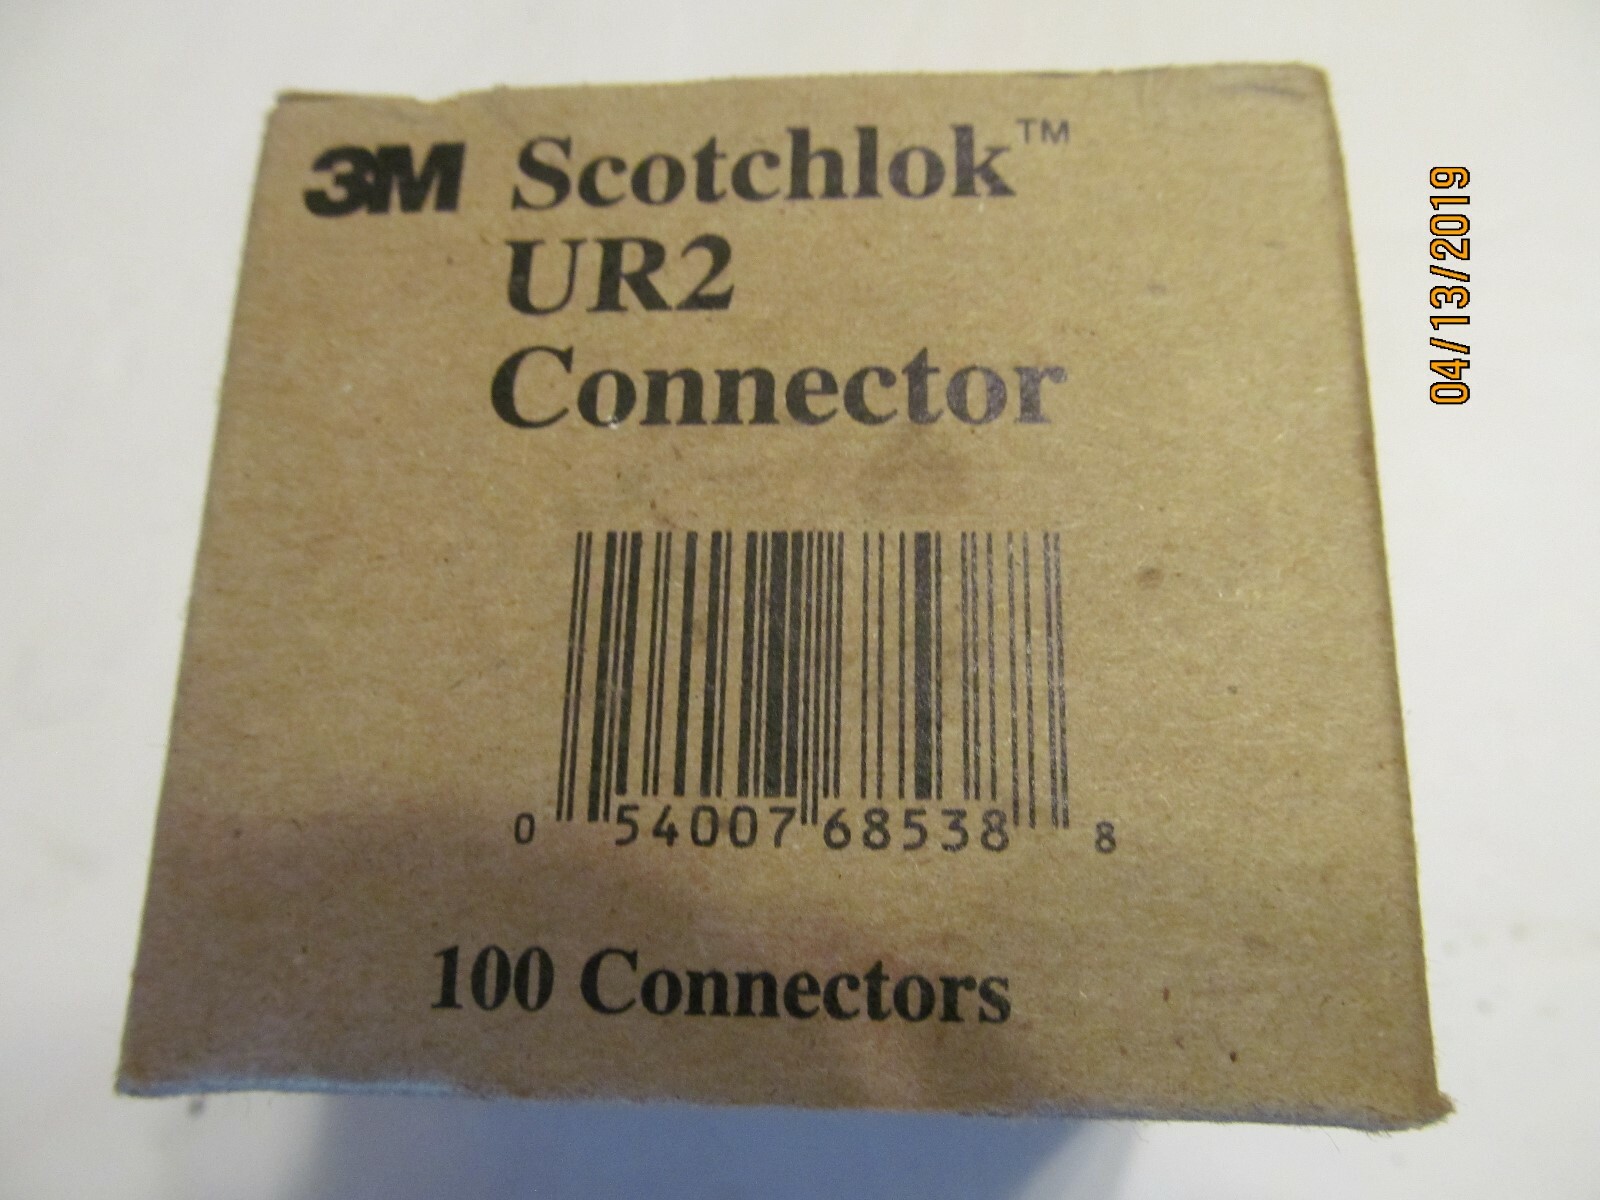 3M Scotchlok™
UR2
Connector
0 54007 68538 8
100 Connectors
04/13/2019